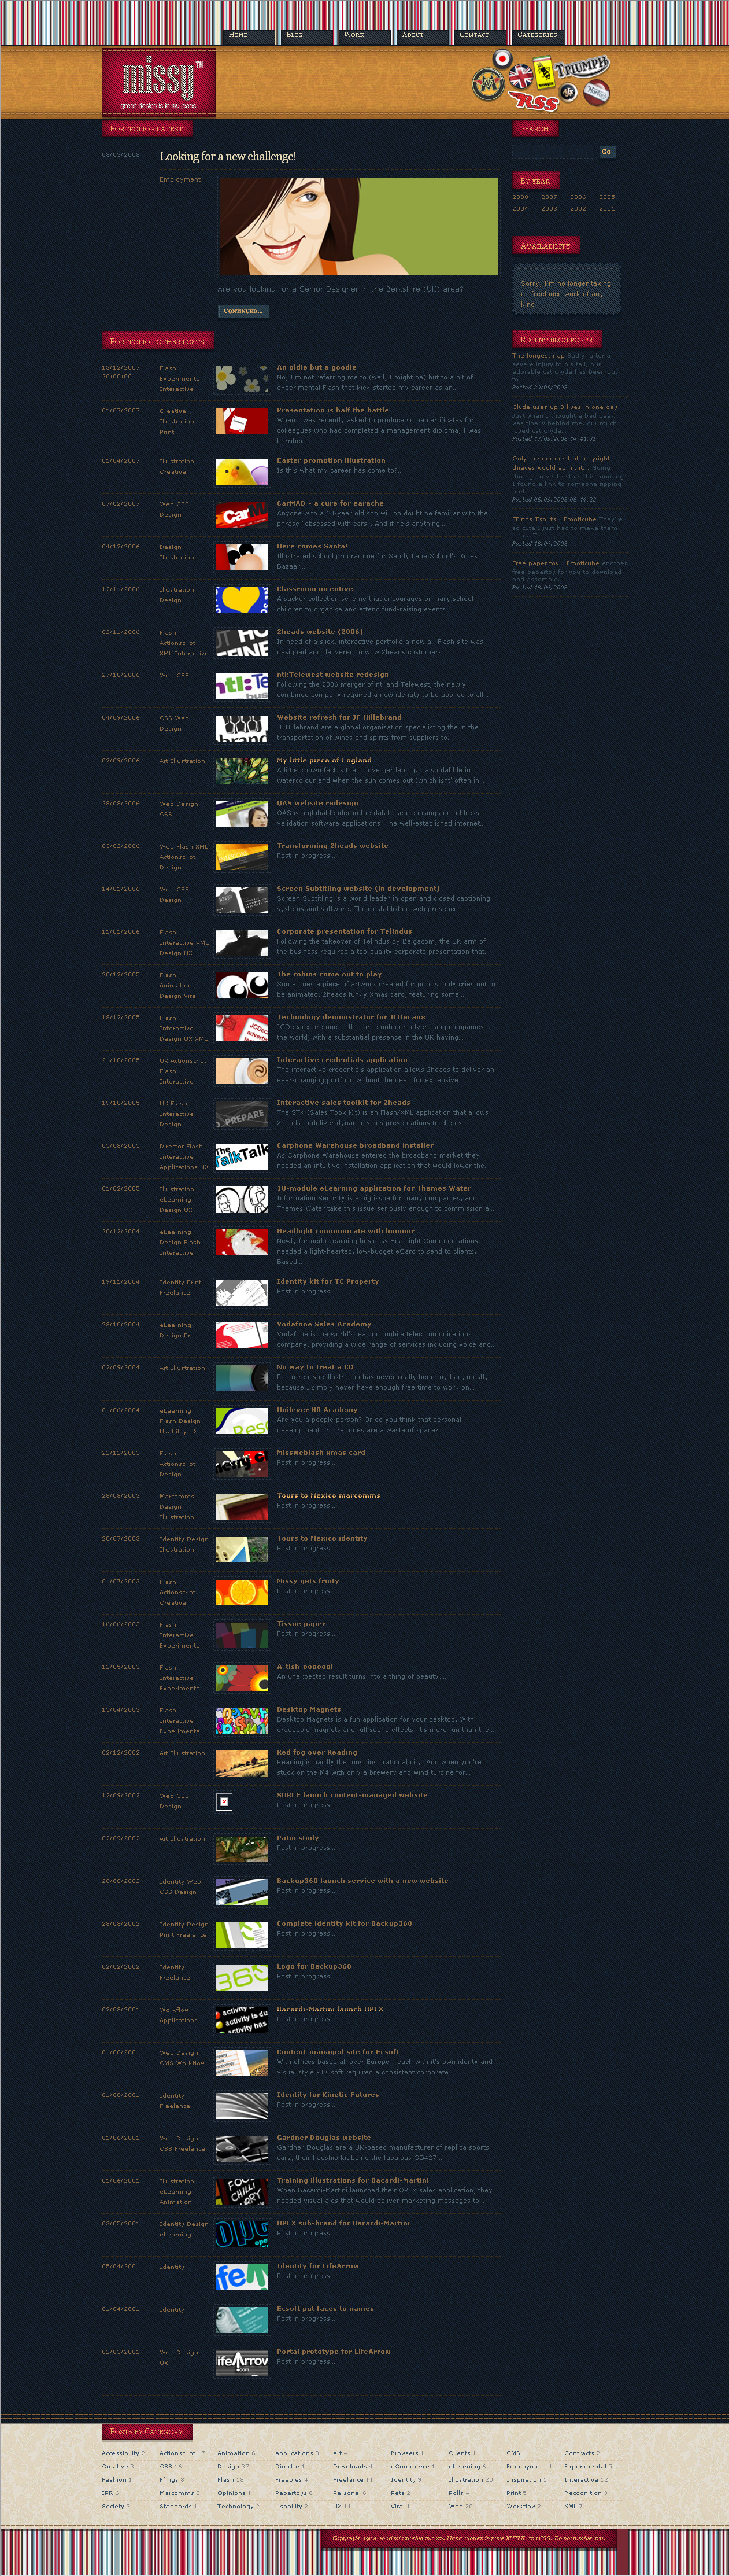 Home
Blog
Work
About
Contact
Categories
missy™
great design is in my jeans
TRIUMPH
Norton
RSS
Portfolio - latest
Search
08/03/2008
Looking for a new challenge!
Go
Employment
By year
2008 2007 2006 2005
2004 2003 2002 2001
Availability
Sorry, I'm no longer taking
on freelance work of any
kind.
Are you looking for a Senior Designer in the Berkshire (UK) area?
Continued...
Portfolio - other posts
Recent blog posts
The longest nap Sadly, after a
severe injury to his tail, our
adorable cat Clyde has been put
to...
Posted 20/05/2008
Clyde uses up 8 lives in one day
Just when I thought a bad week
was finally behind me, our much-
loved cat Clyde...
Posted 17/05/2008 14:41:35
Only the dumbest of copyright
thieves would admit it... Going
through my site stats this morning
I found a link to someone ripping
part...
Posted 06/05/2008 08:44:22
FFings Tshirts - Emoticube They're
so cute I just had to make them
into a T.
Posted 28/04/2008
Free paper toy - Emoticube Another
free papertoy for you to download
and assemble.
Posted 26/04/2008
13/12/2007
20:00:00
Flash
Experimental
Interactive
An oldie but a goodie
No, I'm not referring to me (well, I might be) but to a bit of
experimental Flash that kick-started my career as an...
01/07/2007
Creative
Illustration
Print
Presentation is half the battle
When I was recently asked to produce some certificates for
colleagues who had completed a management diploma, I was
horrified.
01/04/2007
Illustration
Creative
Easter promotion illustration
Is this what my career has come to?...
07/02/2007
Web CSS
Design
CarMAD - a cure for earache
Anyone with a 10-year old son will no doubt be familiar with the
phrase "obsessed with cars". And if he's anything...
04/12/2006
Design
Illustration
Here comes Santa!
Illustrated school programme for Sandy Lane School's Xmas
Bazaar...
12/11/2006
Illustration
Design
Classroom incentive
A sticker collection scheme that encourages primary school
children to organise and attend fund-raising events....
02/11/2006
Flash
Actionscript
XML Interactive
2heads website (2006)
In need of a slick, interactive portfolio a new all-Flash site was
designed and delivered to wow 2heads customers....
27/10/2006
Web CSS
ntl:Telewest website redesign
Following the 2006 merger of ntl and Telewest, the newly
combined company required a new identity to be applied to all...
04/09/2006
CSS Web
Design
Website refresh for JF Hillebrand
JF Hillebrand are a global organisation specialisting the in the
transportation of wines and spirits from suppliers to...
02/09/2006
Art Illustration
My little piece of England
A little known fact is that I love gardening. I also dabble in
watercolour and when the sun comes out (which isnt' often in...
28/08/2006
Web Design
CSS
QAS website redesign
QAS is a global leader in the database cleansing and address
validation software applications. The well-established internet...
03/02/2006
Web Flash XML
Actionscript
Design
Transforming 2heads website
Post in progress...
14/01/2006
Web CSS
Design
Screen Subtitling website (in development)
Screen Subtitling is a world leader in open and closed captioning
systems and software. Their established web presence...
11/01/2006
Flash
Interactive XML
Design UX
Corporate presentation for Telindus
Following the takeover of Telindus by Belgacom, the UK arm of
the business required a top-quality corporate presentation that...
20/12/2005
Flash
Animation
Design Viral
The robins come out to play
Sometimes a piece of artwork created for print simply cries out to
be animated. 2heads funky Xmas card, featuring some...
18/12/2005
Flash
Interactive
Design UX XML
Technology demonstrator for JCDecaux
JCDecaux are one of the large outdoor advertising companies in
the world, with a substantial presence in the UK having...
21/10/2005
UX Actionscript
Flash
Interactive
Interactive credentials application
The interactive credentials application allows 2heads to deliver an
ever-changing portfolio without the need for expensive...
19/10/2005
UX Flash
Interactive
Design
Interactive sales toolkit for 2heads
The STK (Sales Took Kit) is an Flash/XML application that allows
2heads to deliver dynamic sales presentations to clients...
05/08/2005
Director Flash
Interactive
Applications UX
Carphone Warehouse broadband installer
As Carphone Warehouse entered the broadband market they
needed an intuitive installation application that would lower the...
01/02/2005
Illustration
eLearning
Design UX
10-module eLearning application for Thames Water
Information Security is a big issue for many companies, and
Thames Water take this issue seriously enough to commission a...
20/12/2004
eLearning
Design Flash
Interactive
Headlight communicate with humour
Newly formed eLearning business Headlight Communications
needed a light-hearted, low-budget eCard to send to clients.
Based...
19/11/2004
Identity Print
Freelance
Identity kit for TC Property
Post in progress...
28/10/2004
eLearning
Design Print
Vodafone Sales Academy
Vodafone is the world's leading mobile telecommunications
company, providing a wide range of services including voice and...
02/09/2004
Art Illustration
No way to treat a CD
Photo-realistic illustration has never really been my bag, mostly
because I simply never have enough free time to work on...
01/06/2004
eLearning
Flash Design
Usability UX
Unilever HR Academy
Are you a people person? Or do you think that personal
development programmes are a waste of space?...
22/12/2003
Flash
Actionscript
Design
Missweblash xmas card
Post in progress...
28/08/2003
Marcomms
Design
Illustration
Tours to Mexico marcomms
Post in progress...
20/07/2003
Identity Design
Illustration
Tours to Mexico identity
Post in progress...
01/07/2003
Flash
Actionscript
Creative
Missy gets fruity
Post in progress...
16/06/2003
Flash
Interactive
Experimental
Tissue paper
Post in progress...
12/05/2003
Flash
Interactive
Experimental
A-tish-oooooo!
An unexpected result turns into a thing of beauty....
15/04/2003
Flash
Interactive
Experimental
Desktop Magnets
Desktop Magnets is a fun application for your desktop. With
draggable magnets and full sound effects, it's more fun than the...
02/12/2002
Art Illustration
Red fog over Reading
Reading is hardly the most inspirational city. And when you're
stuck on the M4 with only a brewery and wind turbine for...
12/09/2002
Web CSS
Design
SORCE launch content-managed website
Post in progress...
02/09/2002
Art Illustration
Patio study
Post in progress...
28/08/2002
Identity Web
CSS Design
Backup360 launch service with a new website
Post in progress...
28/08/2002
Identity Design
Print Freelance
Complete identity kit for Backup360
Post in progress...
02/02/2002
Identity
Freelance
Logo for Backup360
Post in progress...
02/08/2001
Workflow
Applications
Bacardi-Martini launch OPEX
Post in progress...
01/08/2001
Web Design
CMS Workflow
Content-managed site for Ecsoft
With offices based all over Europe - each with it's own identy and
visual style - ECsoft required a consistent corporate...
01/08/2001
Identity
Freelance
Identity for Kinetic Futures
Post in progress...
01/06/2001
Web Design
CSS Freelance
Gardner Douglas website
Gardner Douglas are a UK-based manufacturer of replica sports
cars, their flagship kit being the fabulous GD427...
01/06/2001
Illustration
eLearning
Animation
Training illustrations for Bacardi-Martini
When Bacardi-Martini launched their OPEX sales application, they
needed visual aids that would deliver marketing messages to...
03/05/2001
Identity Design
eLearning
OPEX sub-brand for Barardi-Martini
Post in progress...
05/04/2001
Identity
Identity for LifeArrow
Post in progress...
01/04/2001
Identity
Ecsoft put faces to names
Post in progress...
02/03/2001
Web Design
UX
Portal prototype for LifeArrow
Post in progress...
Posts by Category
Accessibility 2 Actionscript 17 Animation 6 Applications 3 Art 4 Browsers 1 Clients 1 CMS 1 Contracts 2
Creative 3 CSS 16 Design 37 Director 1 Downloads 4 eCommerce 1 eLearning 6 Employment 4 Experimental 5
Fashion 1 Ffings 8 Flash 18 Freebies 4 Freelance 11 Identity 9 Illustration 20 Inspiration 1 Interactive 12
IPR 6 Marcomms 3 Opinions 1 Papertoys 8 Personal 6 Pets 2 Polls 4 Print 5 Recognition 3
Society 3 Standards 1 Technology 2 Usability 2 UX 11 Viral 1 Web 20 Workflow 2 XML 7
Copyright 1964-2008 missweblash.com. Hand-woven in pure XHTML and CSS. Do not tumble dry.